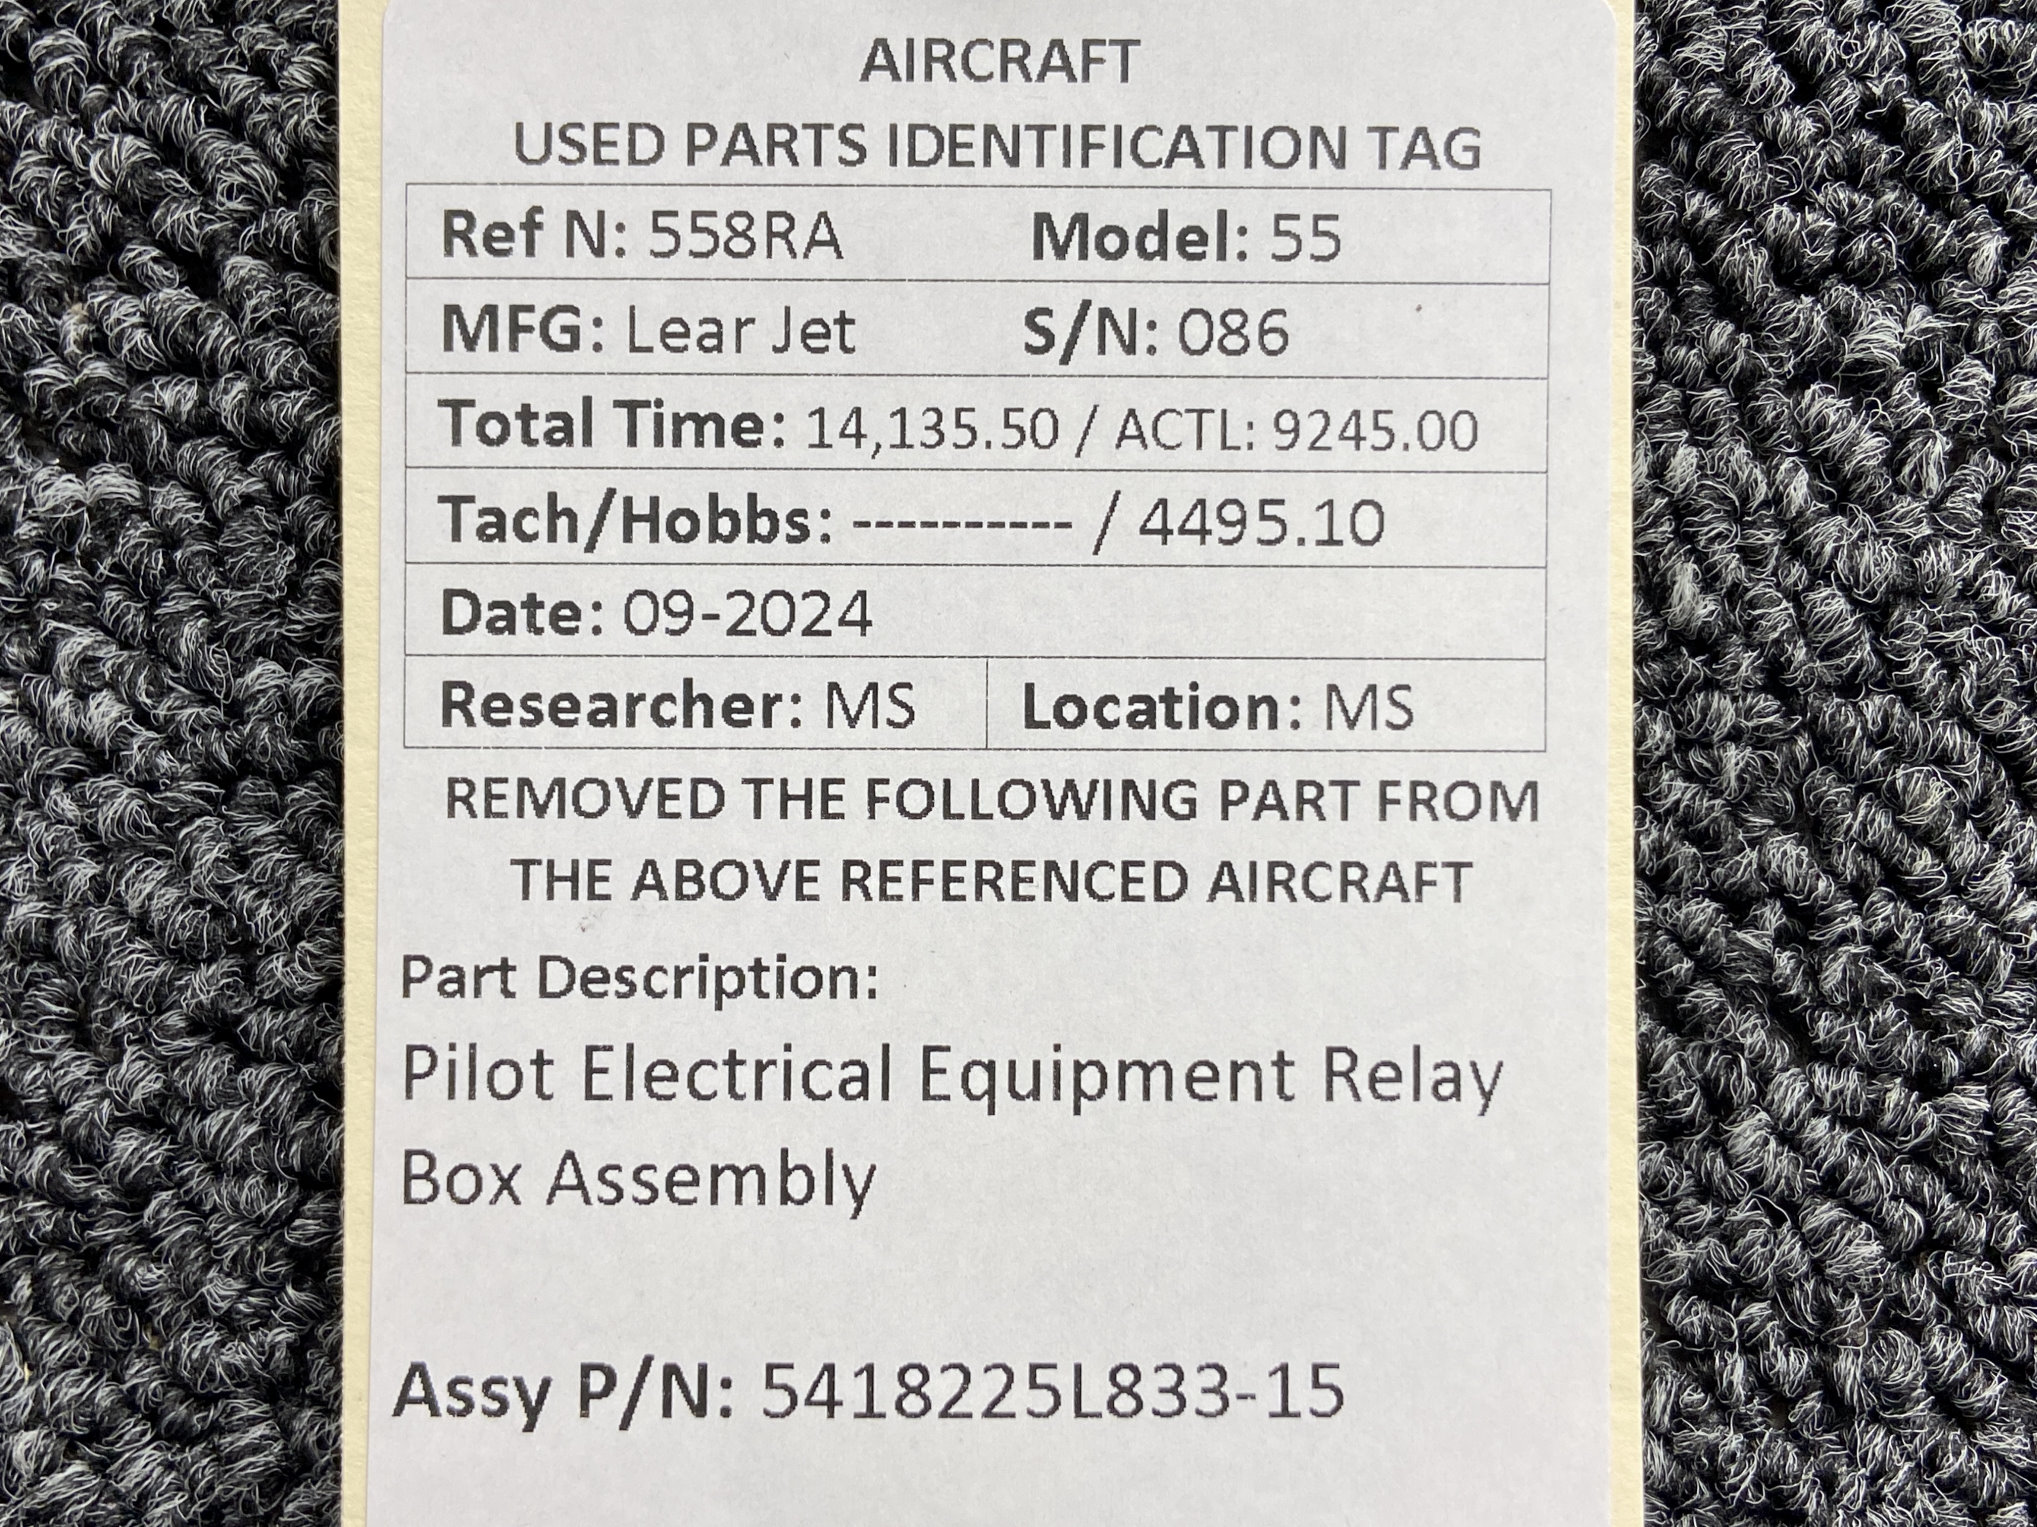 AIRCRAFT
USED PARTS IDENTIFICATION TAG
Ref N: 558RA Model: 55
MFG: Lear Jet S/N: 086
Total Time: 14,135.50 / ACTL: 9245.00
Tach/Hobbs: ---------- / 4495.10
Date: 09-2024
Researcher: MS Location: MS
REMOVED THE FOLLOWING PART FROM
THE ABOVE REFERENCED AIRCRAFT
Part Description:
Pilot Electrical Equipment Relay
Box Assembly
Assy P/N: 5418225L833-15